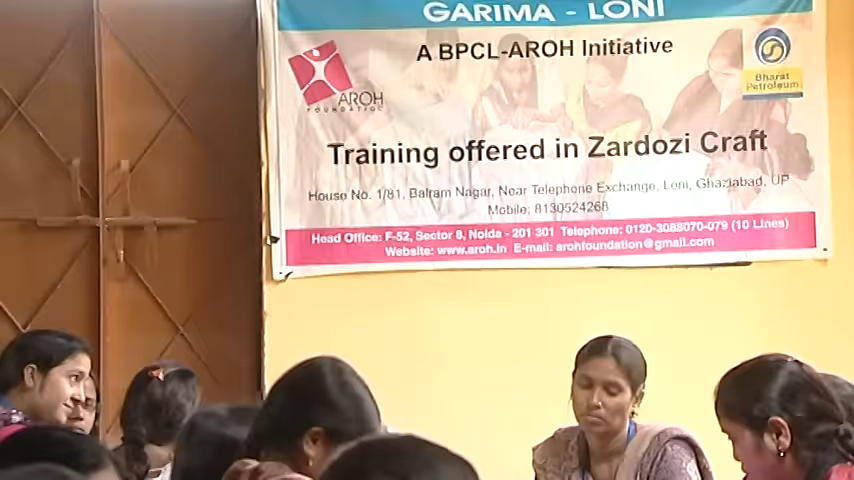 GARIMA - LONI
A BPCL-AROH Initiative
AROH
FOUNDATION
Bharat
Petroleum
Training offered in Zardozi Craft
House No. 1/81, Balram Nagar, Near Telephone Exchange, Loni, Ghaziabad, UP
Mobile: 8130524268
Head Office: F-52, Sector 8, Noida - 201 301 Telephone: 0120-3088070-079 (10 Lines)
Website: www.aroh.in E-mail: arohfoundation@gmail.com